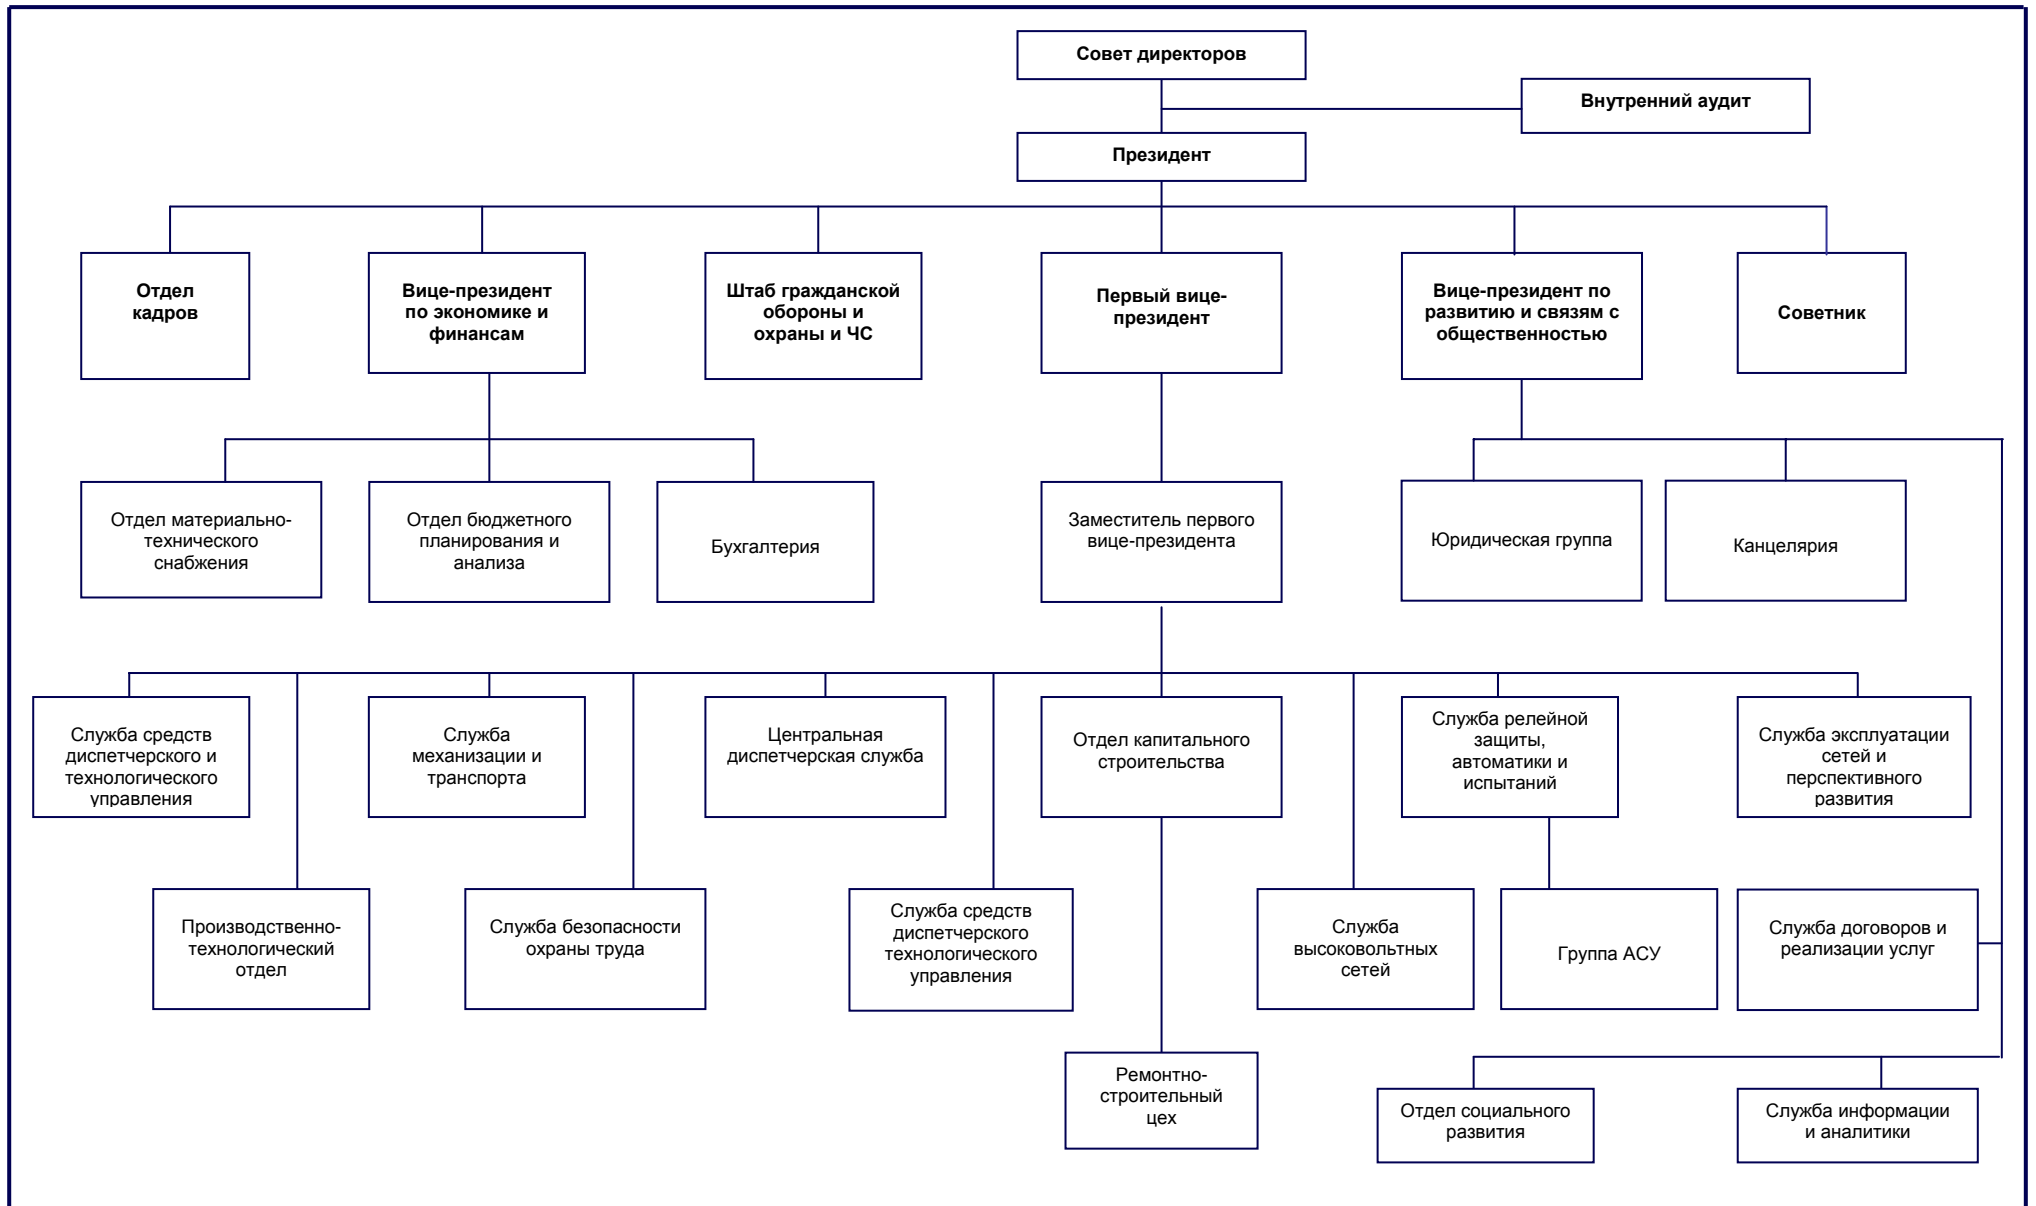 Совет директоров
Внутренний аудит
Президент
Отдел
кадров
Вице-президент
по экономике и
финансам
Штаб гражданской
обороны и
охраны и ЧС
Первый вице-
президент
Вице-президент по
развитию и связям с
общественностью
Советник
Отдел материально-
технического
снабжения
Отдел бюджетного
планирования и
анализа
Бухгалтерия
Заместитель первого
вице-президента
Юридическая группа
Канцелярия
Служба средств
диспетчерского и
технологического
управления
Служба
механизации и
транспорта
Центральная
диспетчерская служба
Отдел капитального
строительства
Служба релейной
защиты,
автоматики и
испытаний
Служба эксплуатации
сетей и
перспективного
развития
Производственно-
технологический
отдел
Служба безопасности
охраны труда
Служба средств
диспетчерского
технологического
управления
Служба
высоковольтных
сетей
Группа АСУ
Служба договоров и
реализации услуг
Ремонтно-
строительный
цех
Отдел социального
развития
Служба информации
и аналитики